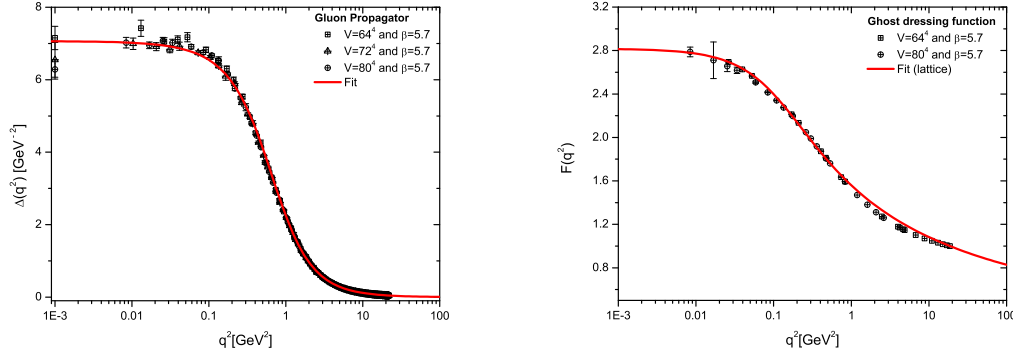 Gluon Propagator
V=64⁴ and β=5.7
V=72⁴ and β=5.7
V=80⁴ and β=5.7
Fit
8
6
4
2
0
Δ(q²) [GeV⁻²]
1E-3
0.01
0.1
1
10
100
q²[GeV²]
Ghost dressing function
V=64⁴ and β=5.7
V=80⁴ and β=5.7
Fit (lattice)
3.2
2.8
2.4
2.0
1.6
1.2
0.8
F(q²)
1E-3
0.01
0.1
1
10
100
q²[GeV²]